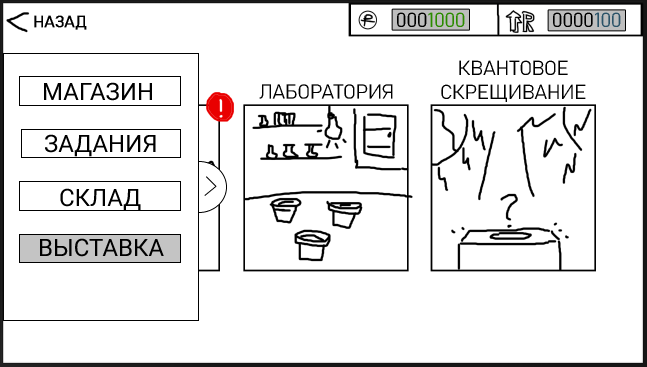 НАЗАД
0001000
R 0000100
МАГАЗИН
ЗАДАНИЯ
СКЛАД
ВЫСТАВКА
!
ЛАБОРАТОРИЯ
КВАНТОВОЕ
СКРЕЩИВАНИЕ
?